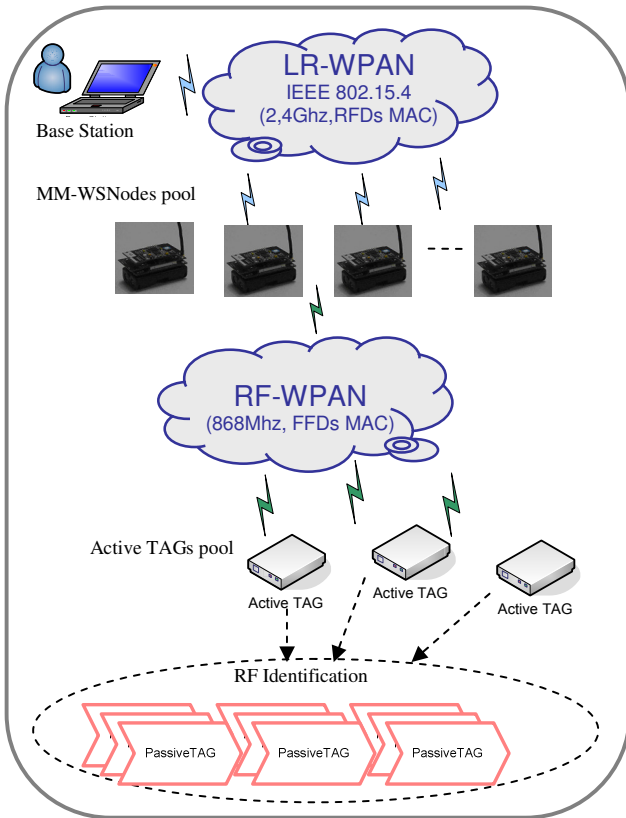 LR-WPAN
IEEE 802.15.4
(2,4Ghz,RFDs MAC)
Base Station
MM-WSNodes pool
RF-WPAN
(868Mhz, FFDs MAC)
Active TAGs pool
Active TAG
Active TAG
Active TAG
RF Identification
PassiveTAG
PassiveTAG
PassiveTAG